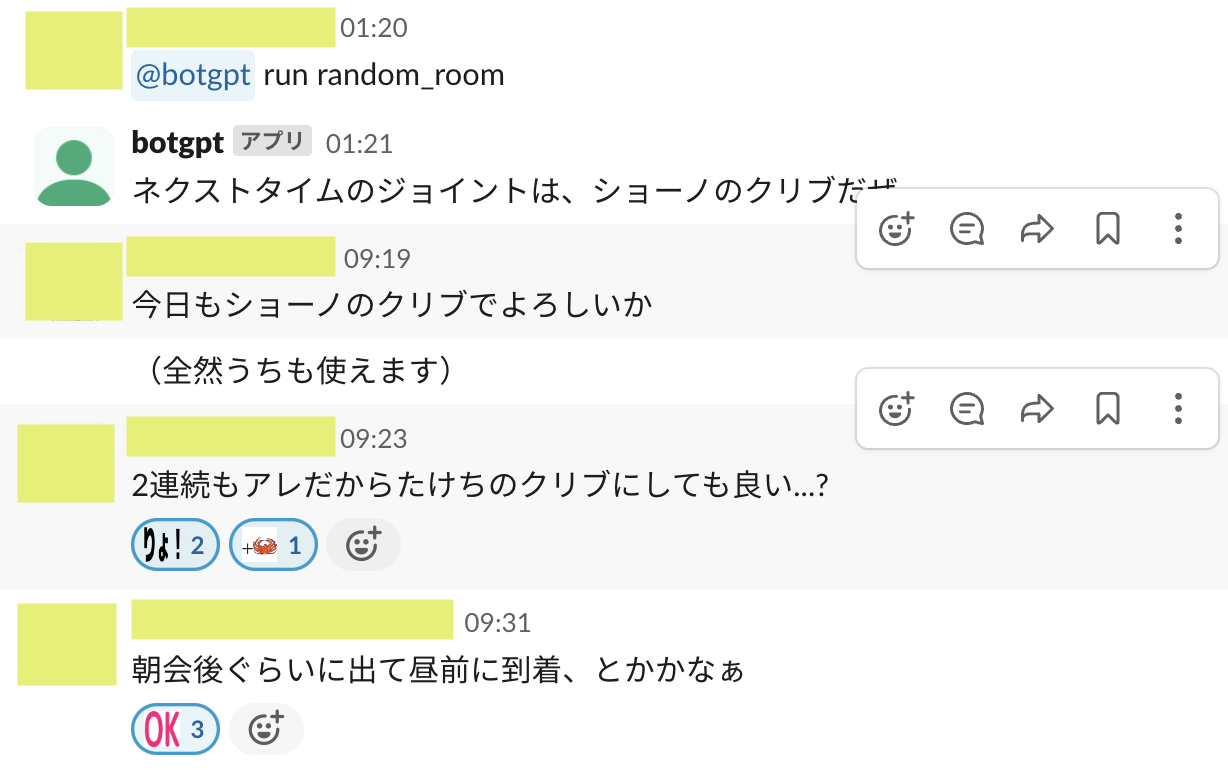 01:20
@botgpt run random_room
botgpt アプリ 01:21
ネクストタイムのジョイントは、ショーノのクリブだぜ
09:19
今日もショーノのクリブでよろしいか
（全然うちも使えます）
09:23
2連続もアレだからたけちのクリブにしても良い...?
りょ! 2 + 1
09:31
朝会後ぐらいに出て昼前に到着、とかかなぁ
OK 3